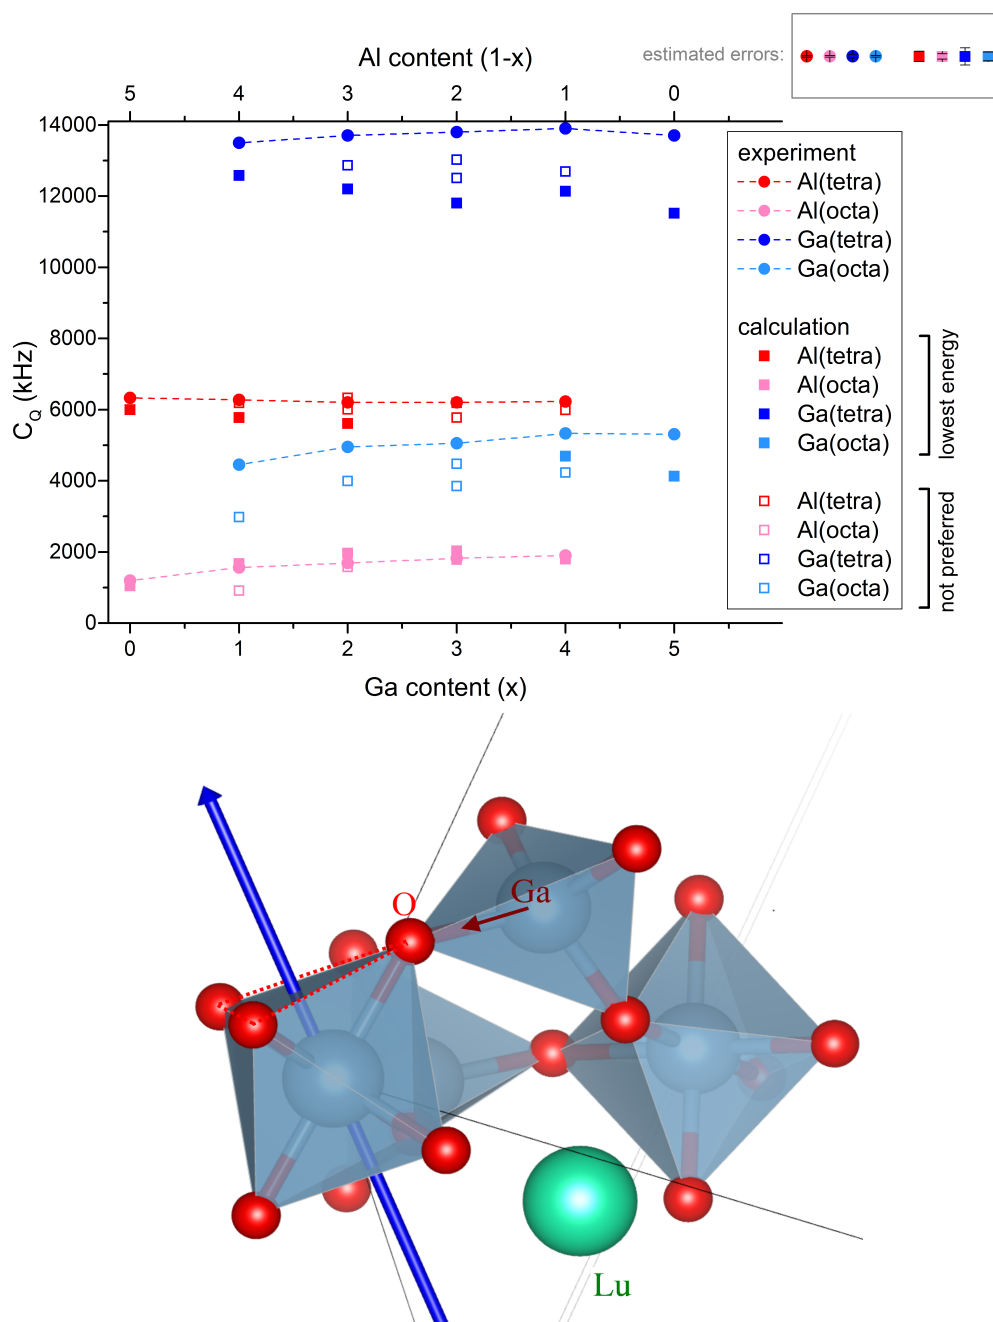 estimated errors:
Al content (1-x)
5 4 3 2 1 0
14000
12000
10000
8000
6000
4000
2000
0
C_Q (kHz)
0 1 2 3 4 5
Ga content (x)
experiment
Al(tetra)
Al(octa)
Ga(tetra)
Ga(octa)
calculation
Al(tetra)
Al(octa)
Ga(tetra)
Ga(octa)
lowest energy
Al(tetra)
Al(octa)
Ga(tetra)
Ga(octa)
not preferred
Ga
O
Lu